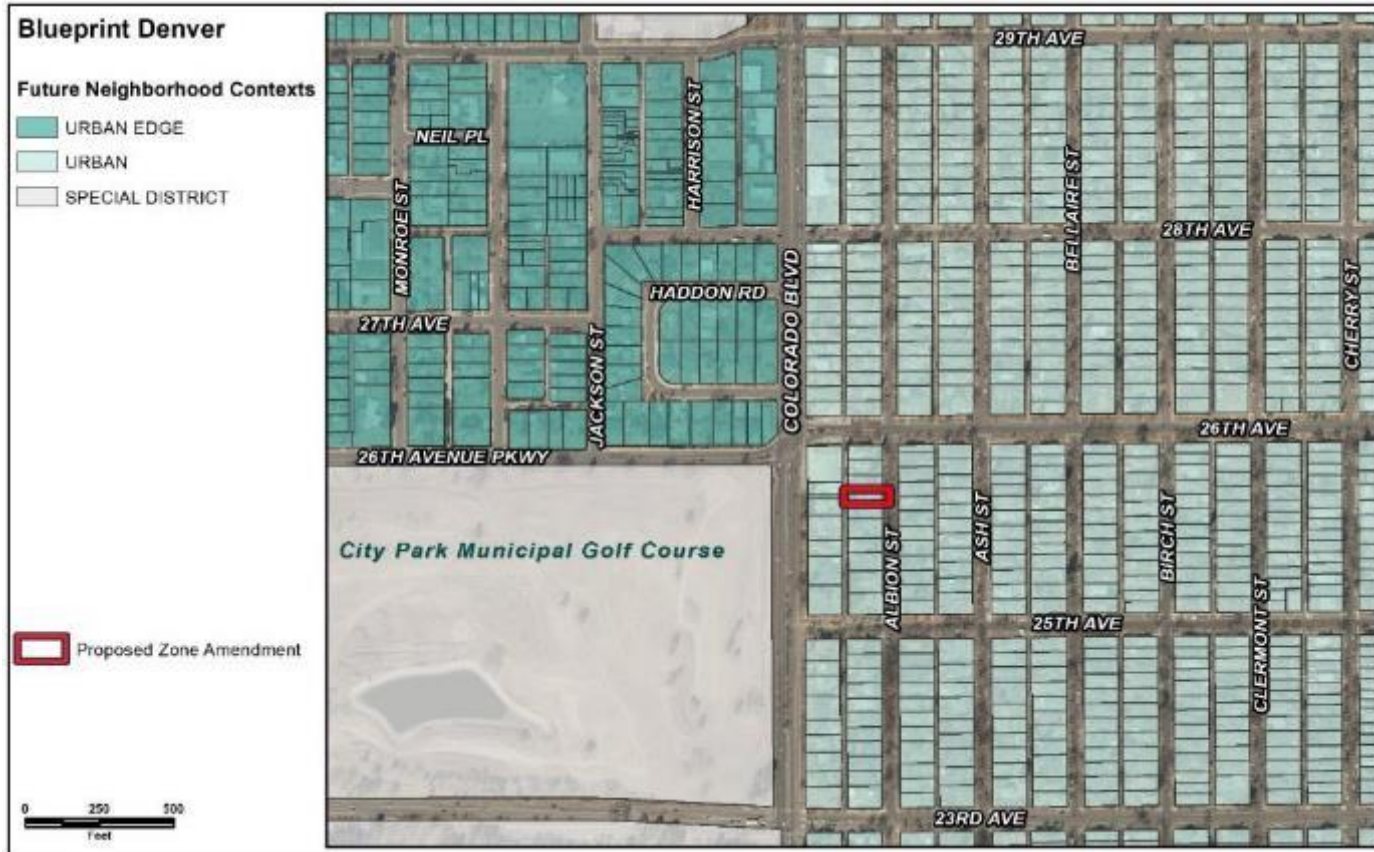 Blueprint Denver
Future Neighborhood Contexts
URBAN EDGE
URBAN
SPECIAL DISTRICT
Proposed Zone Amendment
0 250 500
Feet
29TH AVE
NEIL PL
HARRISON ST
MONROE ST
BELLAIRE ST
28TH AVE
HADDON RD
COLORADO BLVD
CHERRY ST
27TH AVE
JACKSON ST
26TH AVE
26TH AVENUE PKWY
City Park Municipal Golf Course
ALBION ST
ASH ST
BIRCH ST
CLERMONT ST
25TH AVE
23RD AVE